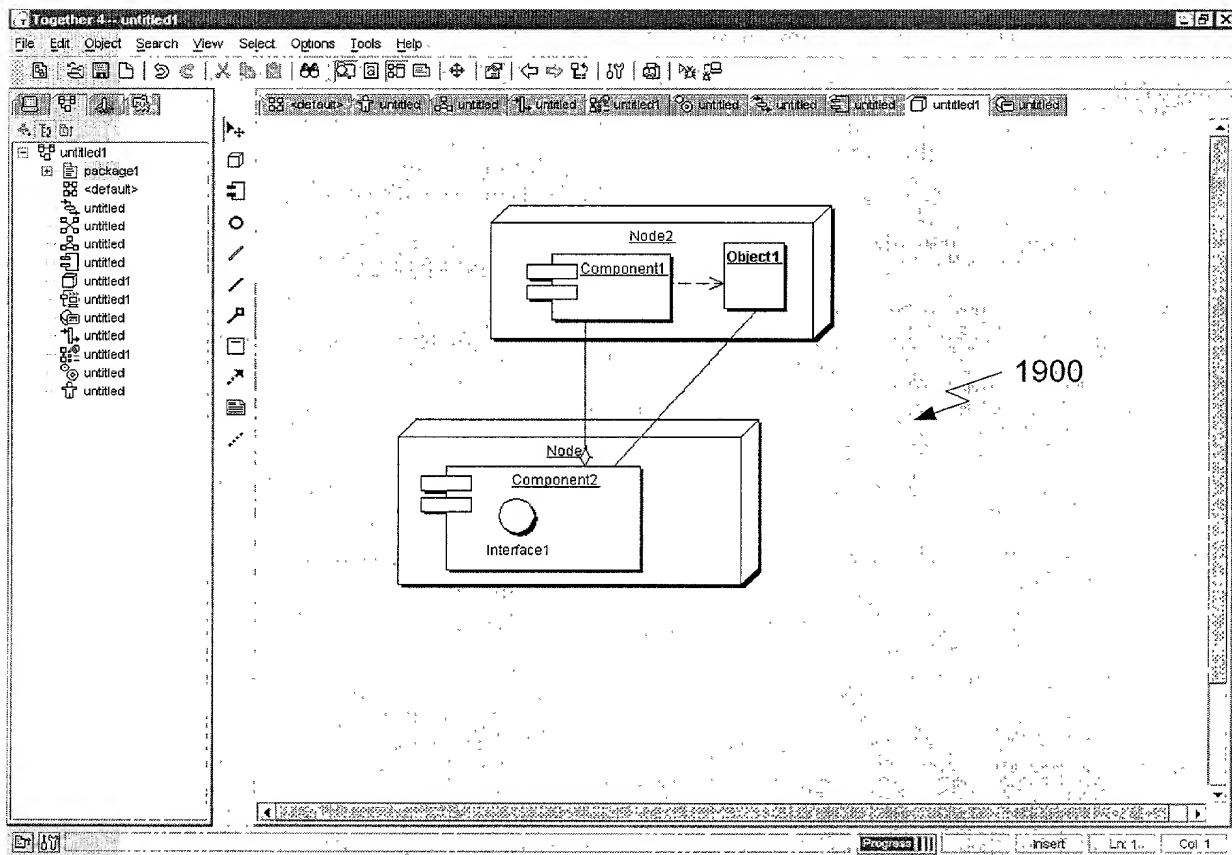 Together 4 -- untitled1
File Edit Object Search View Select Options Tools Help
<default> untitled untitled untitled untitled1 untitled untitled untitled untitled1 untitled
untitled1
package1
<default>
untitled
untitled
untitled
untitled
untitled1
untitled1
untitled
untitled
untitled1
untitled
untitled
Node2
Component1
Object1
1900
Node
Component2
Interface1
Progress Insert Ln: 1.. Col 1